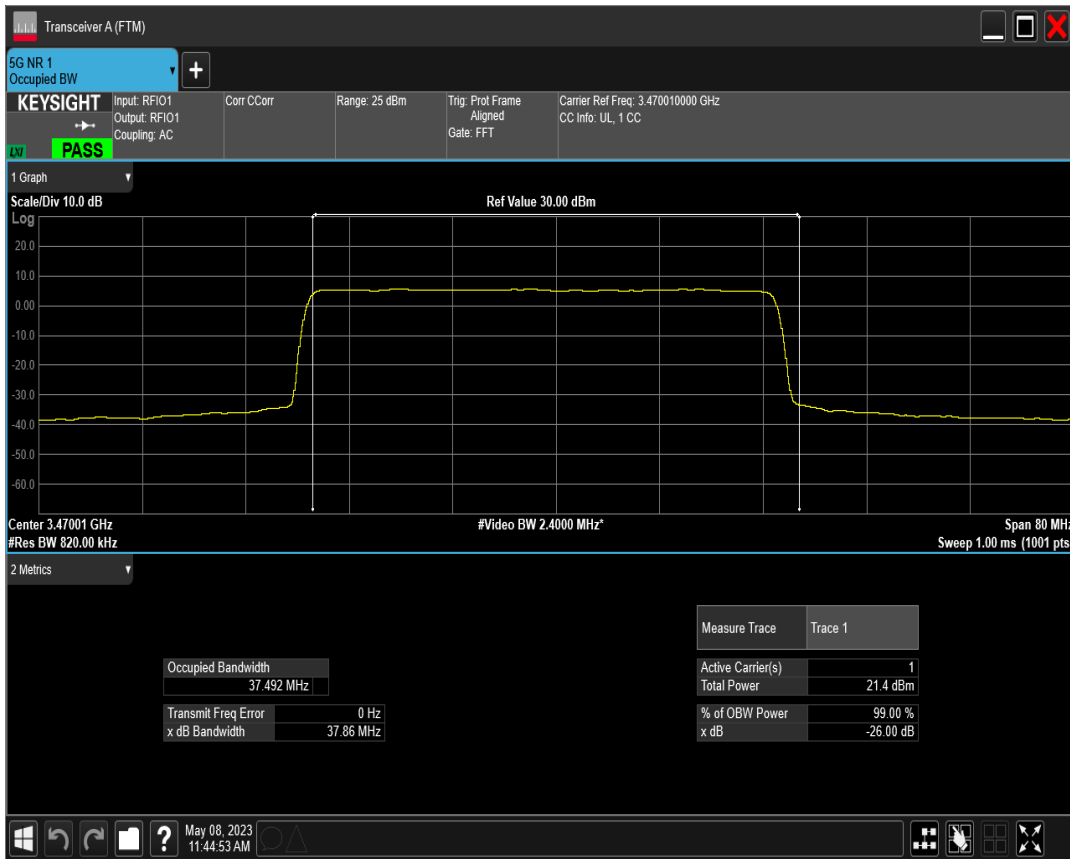 Transceiver A (FTM)
5G NR 1
Occupied BW
+
KEYSIGHT
LXI
PASS
Input: RFIO1
Output: RFIO1
Coupling: AC
Corr CCorr
Range: 25 dBm
Trig: Prot Frame
Aligned
Gate: FFT
Carrier Ref Freq: 3.470010000 GHz
CC Info: UL, 1 CC
1 Graph
Scale/Div 10.0 dB
Ref Value 30.00 dBm
Log
20.0
10.0
0.00
-10.0
-20.0
-30.0
-40.0
-50.0
-60.0
Center 3.47001 GHz
#Video BW 2.4000 MHz*
Span 80 MHz
#Res BW 820.00 kHz
Sweep 1.00 ms (1001 pts
2 Metrics
Measure Trace Trace 1
Occupied Bandwidth
37.492 MHz
Active Carrier(s) 1
Total Power 21.4 dBm
Transmit Freq Error 0 Hz
x dB Bandwidth 37.86 MHz
% of OBW Power 99.00 %
x dB -26.00 dB
?
May 08, 2023
11:44:53 AM